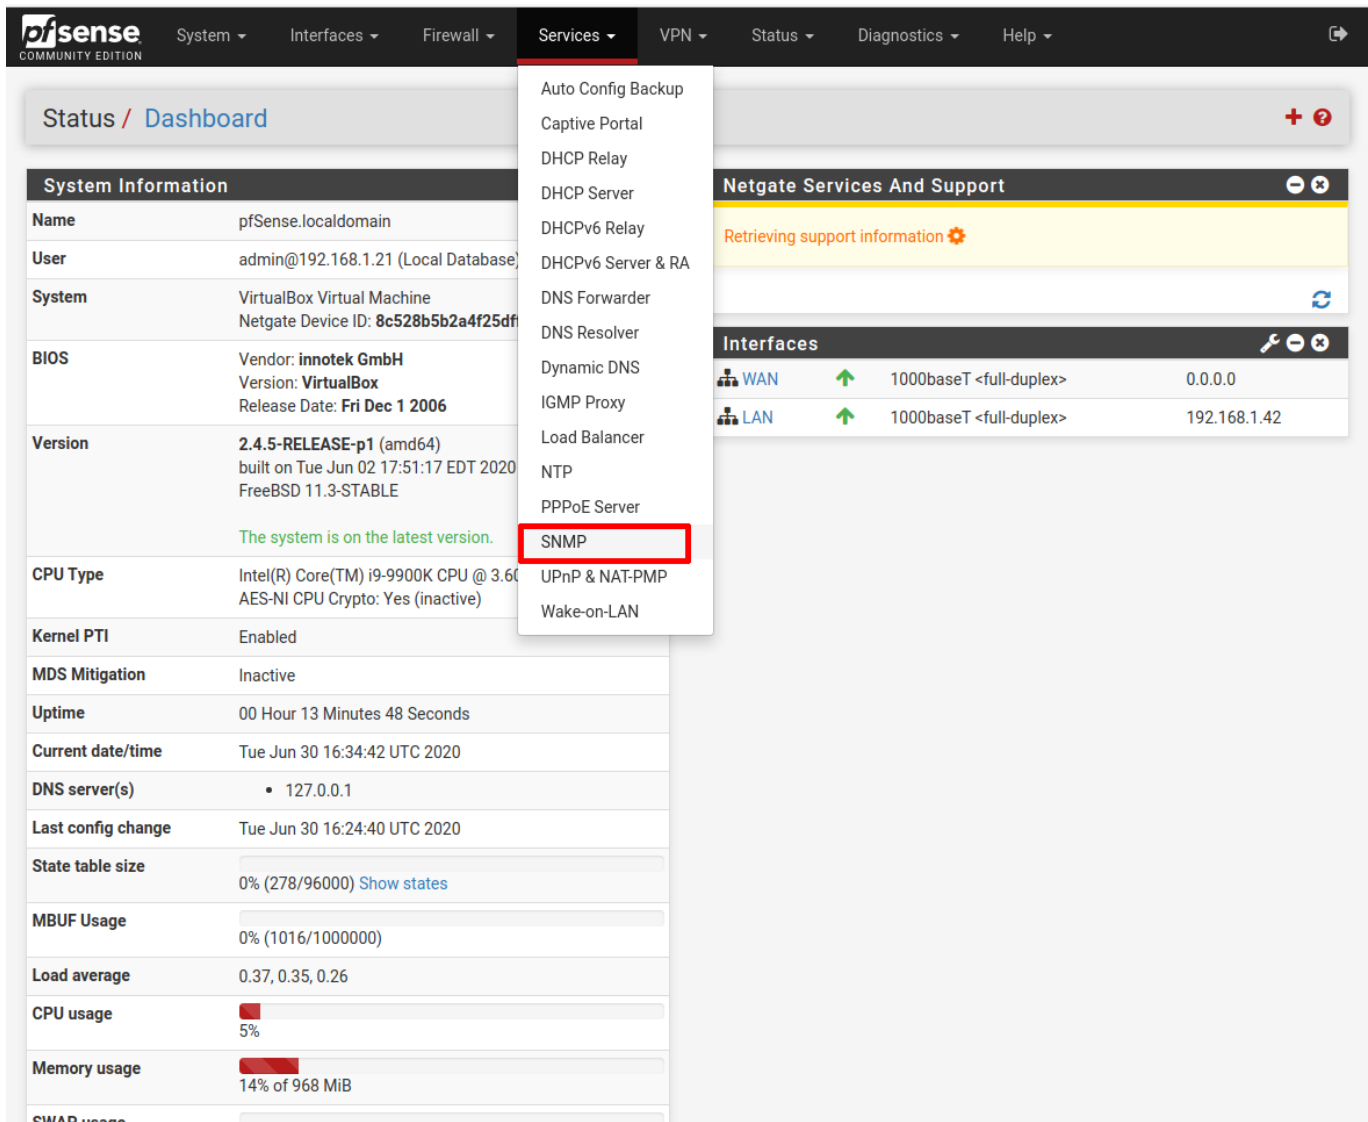 pfsense
COMMUNITY EDITION
System
Interfaces
Firewall
Services
VPN
Status
Diagnostics
Help
Status / Dashboard
Auto Config Backup
Captive Portal
DHCP Relay
DHCP Server
DHCPv6 Relay
DHCPv6 Server & RA
DNS Forwarder
DNS Resolver
Dynamic DNS
IGMP Proxy
Load Balancer
NTP
PPPoE Server
SNMP
UPnP & NAT-PMP
Wake-on-LAN
System Information
Name pfSense.localdomain
User admin@192.168.1.21 (Local Database)
System VirtualBox Virtual Machine
Netgate Device ID: 8c528b5b2a4f25df
BIOS Vendor: innotek GmbH
Version: VirtualBox
Release Date: Fri Dec 1 2006
Version 2.4.5-RELEASE-p1 (amd64)
built on Tue Jun 02 17:51:17 EDT 2020
FreeBSD 11.3-STABLE
The system is on the latest version.
CPU Type Intel(R) Core(TM) i9-9900K CPU @ 3.60
AES-NI CPU Crypto: Yes (inactive)
Kernel PTI Enabled
MDS Mitigation Inactive
Uptime 00 Hour 13 Minutes 48 Seconds
Current date/time Tue Jun 30 16:34:42 UTC 2020
DNS server(s) • 127.0.0.1
Last config change Tue Jun 30 16:24:40 UTC 2020
State table size
0% (278/96000) Show states
MBUF Usage
0% (1016/1000000)
Load average 0.37, 0.35, 0.26
CPU usage
5%
Memory usage
14% of 968 MiB
SWAP usage
Netgate Services And Support
Retrieving support information
Interfaces
WAN 1000baseT <full-duplex> 0.0.0.0
LAN 1000baseT <full-duplex> 192.168.1.42